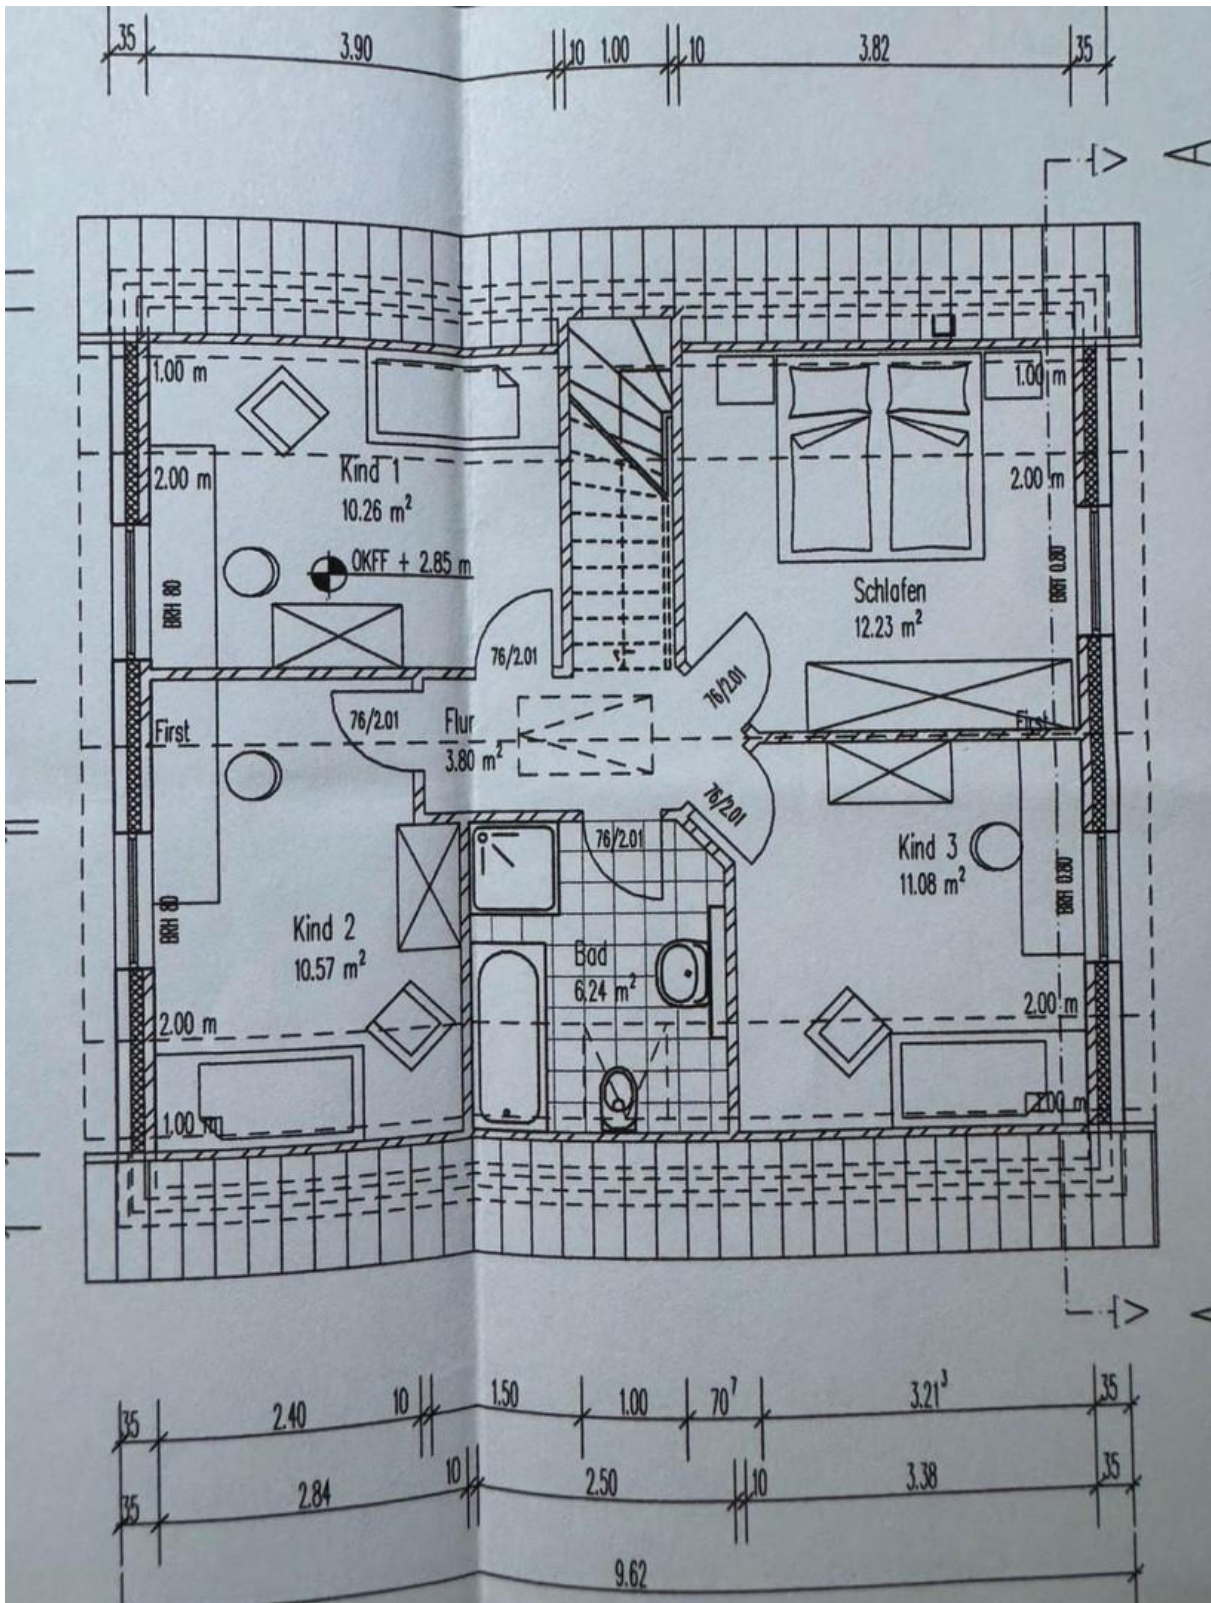 35
3.90
10
1.00
10
3.82
35
A
1.00 m
1.00 m
Kind 1
10.26 m²
2.00 m
2.00 m
OKFF + 2.85 m
BRH 80
BRH 0.80
Schlafen
12.23 m²
76/2.01
76/2.01
76/2.01
First
Flur
3.80 m²
First
76/2.01
76/2.01
Kind 3
11.08 m²
BRH 80
BRH 0.80
Kind 2
10.57 m²
Bad
6.24 m²
2.00 m
2.00 m
1.00 m
1.00 m
35
2.40
10
1.50
1.00
70⁷
3.21³
35
35
2.84
10
2.50
10
3.38
35
9.62